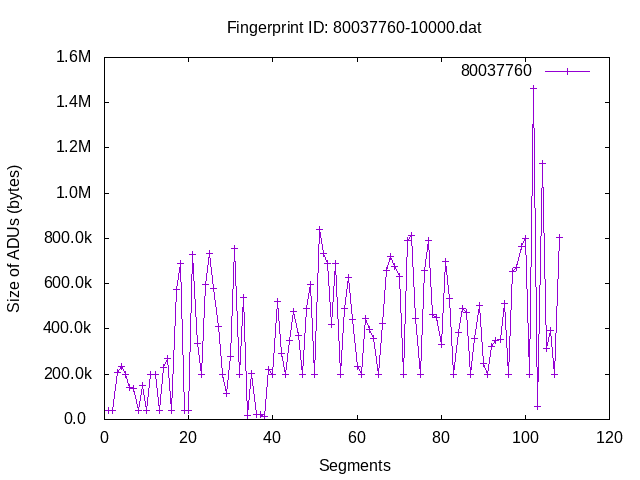 Fingerprint ID: 80037760-10000.dat
80037760
1.6M
1.4M
1.2M
1.0M
800.0k
600.0k
400.0k
200.0k
0.0
Size of ADUs (bytes)
0 20 40 60 80 100 120
Segments